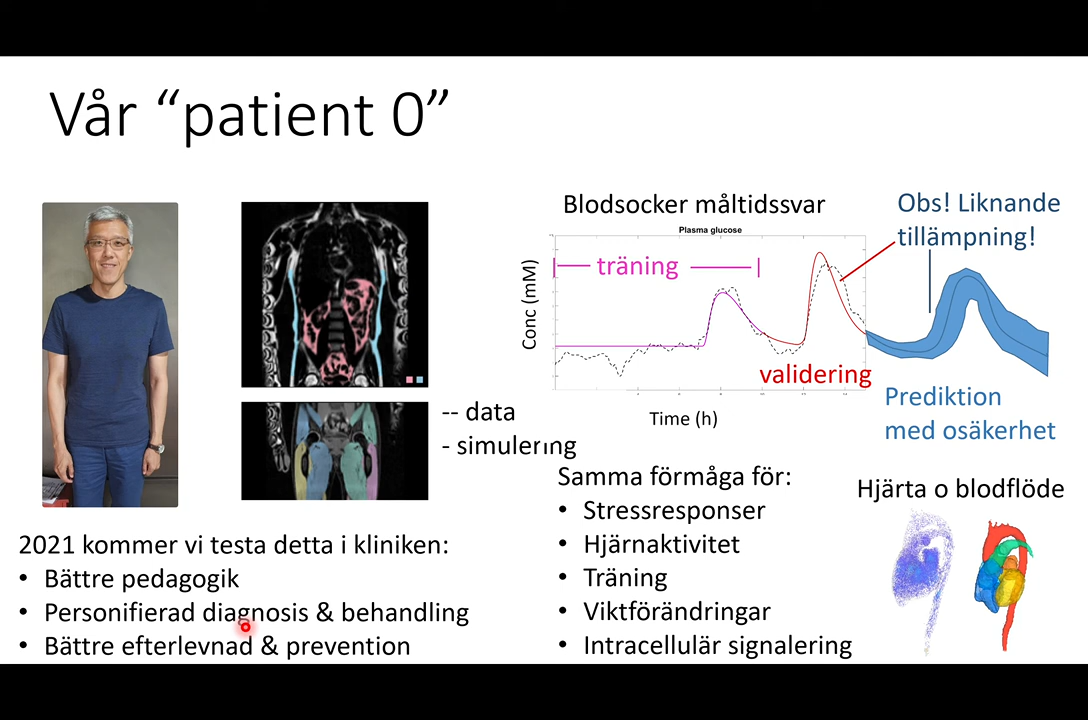 Vår “patient 0”
Blodsocker måltidssvar
Obs! Liknande
tillämpning!
Plasma glucose
träning
Conc (mM)
validering
Time (h)
Prediktion
med osäkerhet
-- data
- simulering
2021 kommer vi testa detta i kliniken:
• Bättre pedagogik
• Personifierad diagnosis & behandling
• Bättre efterlevnad & prevention
Samma förmåga för:
• Stressresponser
• Hjärnaktivitet
• Träning
• Viktförändringar
• Intracellulär signalering
Hjärta o blodflöde